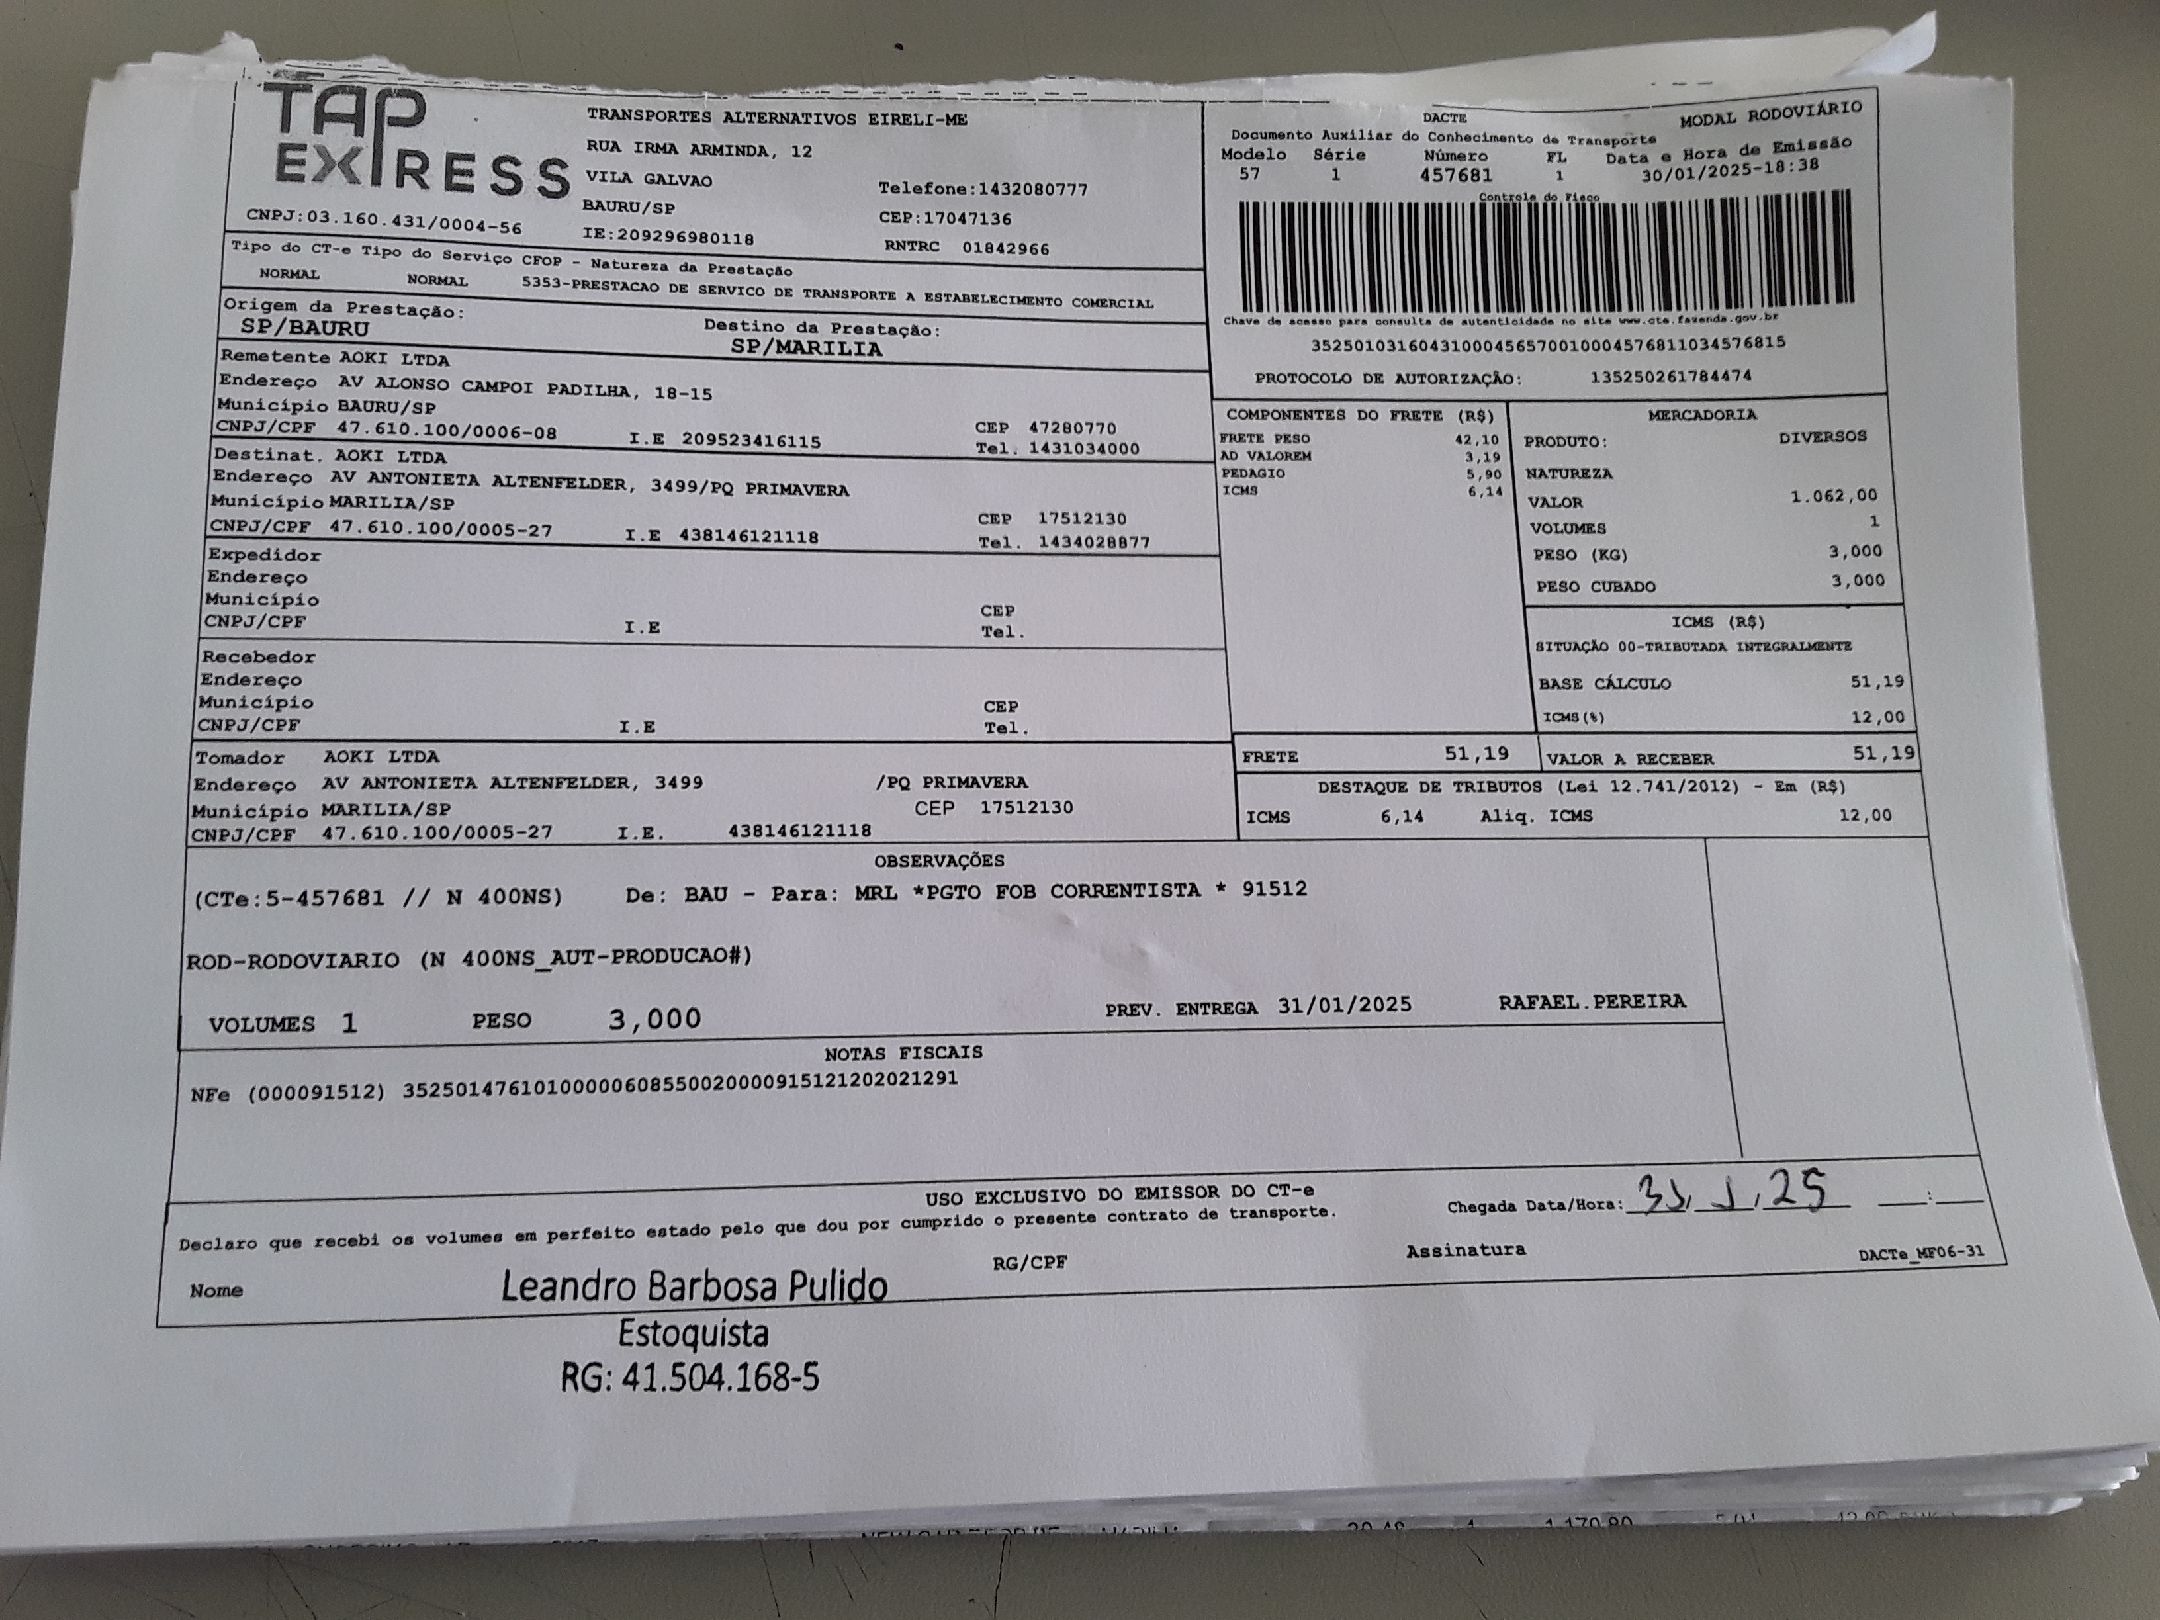 TAP EXPRESS
TRANSPORTES ALTERNATIVOS EIRELI-ME
RUA IRMA ARMINDA, 12
VILA GALVAO Telefone:1432080777
BAURU/SP CEP:17047136
CNPJ:03.160.431/0004-56 IE:209296980118 RNTRC 01842966
DACTE MODAL RODOVIÁRIO
Documento Auxiliar do Conhecimento de Transporte
Modelo Série Número FL Data e Hora de Emissão
57 1 457681 1 30/01/2025-18:38
Controle do Fisco
Chave de acesso para consulta de autenticidade no site www.cte.fazenda.gov.br
35250103160431000456570010004576811034576815
PROTOCOLO DE AUTORIZAÇÃO: 135250261784474
Tipo do CT-e Tipo do Serviço CFOP - Natureza da Prestação
NORMAL NORMAL 5353-PRESTACAO DE SERVICO DE TRANSPORTE A ESTABELECIMENTO COMERCIAL
Origem da Prestação: Destino da Prestação:
SP/BAURU SP/MARILIA
Remetente AOKI LTDA
Endereço AV ALONSO CAMPOI PADILHA, 18-15
Município BAURU/SP CEP 47280770
CNPJ/CPF 47.610.100/0006-08 I.E 209523416115 Tel. 1431034000
Destinat. AOKI LTDA
Endereço AV ANTONIETA ALTENFELDER, 3499/PQ PRIMAVERA
Município MARILIA/SP CEP 17512130
CNPJ/CPF 47.610.100/0005-27 I.E 438146121118 Tel. 1434028877
Expedidor
Endereço
Município CEP
CNPJ/CPF I.E Tel.
Recebedor
Endereço
Município CEP
CNPJ/CPF I.E Tel.
Tomador AOKI LTDA
Endereço AV ANTONIETA ALTENFELDER, 3499 /PQ PRIMAVERA
Município MARILIA/SP CEP 17512130
CNPJ/CPF 47.610.100/0005-27 I.E. 438146121118
COMPONENTES DO FRETE (R$)
FRETE PESO 42,10
AD VALOREM 3,19
PEDAGIO 5,90
ICMS 6,14
MERCADORIA
PRODUTO: DIVERSOS
NATUREZA
VALOR 1.062,00
VOLUMES 1
PESO (KG) 3,000
PESO CUBADO 3,000
ICMS (R$)
SITUAÇÃO 00-TRIBUTADA INTEGRALMENTE
BASE CÁLCULO 51,19
ICMS(%) 12,00
FRETE 51,19 VALOR A RECEBER 51,19
DESTAQUE DE TRIBUTOS (Lei 12.741/2012) - Em (R$)
ICMS 6,14 Aliq. ICMS 12,00
OBSERVAÇÕES
(CTe:5-457681 // N 400NS) De: BAU - Para: MRL *PGTO FOB CORRENTISTA * 91512
ROD-RODOVIARIO (N 400NS_AUT-PRODUCAO#)
VOLUMES 1 PESO 3,000 PREV. ENTREGA 31/01/2025 RAFAEL.PEREIRA
NOTAS FISCAIS
NFe (000091512) 35250147610100000608550020000915121202021291
USO EXCLUSIVO DO EMISSOR DO CT-e
Declaro que recebi os volumes em perfeito estado pelo que dou por cumprido o presente contrato de transporte.
Chegada Data/Hora: 31, 1, 25 :
Nome RG/CPF Assinatura DACTe_MF06-31
Leandro Barbosa Pulido
Estoquista
RG: 41.504.168-5